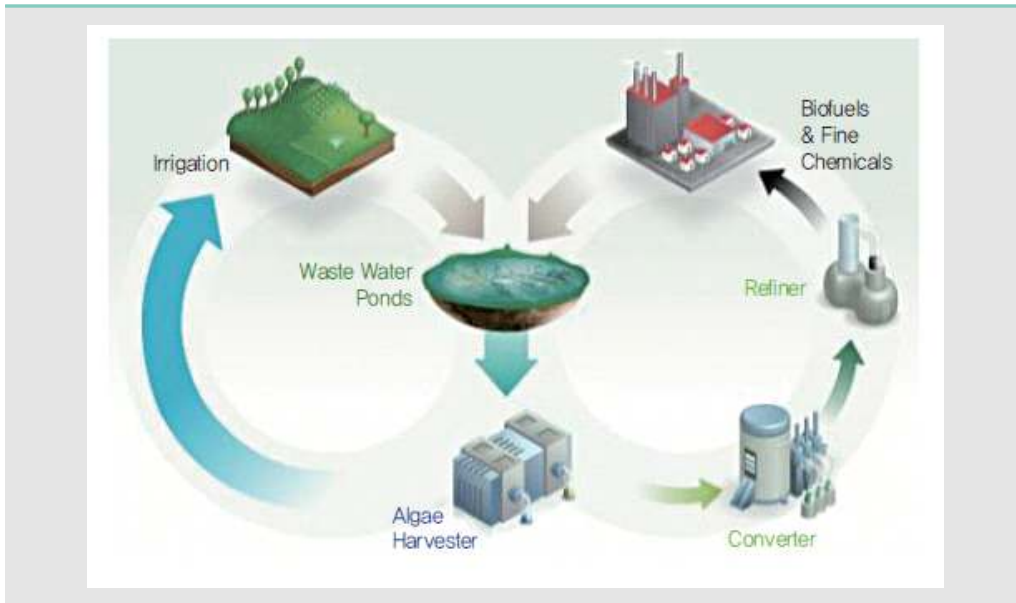 Irrigation
Biofuels
& Fine
Chemicals
Waste Water
Ponds
Refiner
Algae
Harvester
Converter